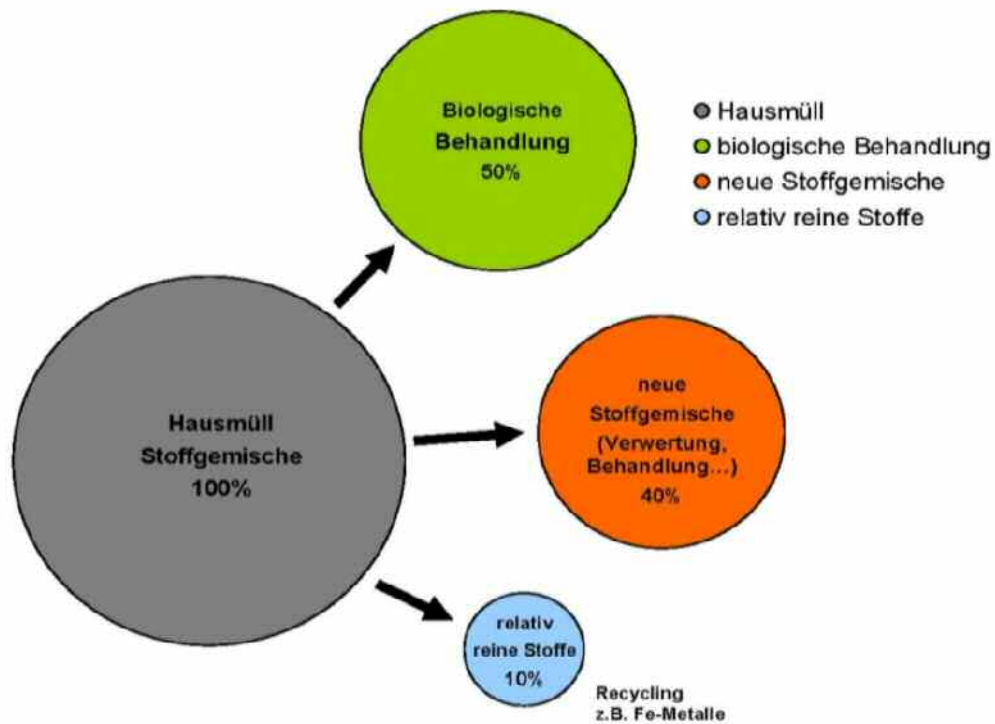 Biologische
Behandlung
50%
Hausmüll
biologische Behandlung
neue Stoffgemische
relativ reine Stoffe
Hausmüll
Stoffgemische
100%
neue
Stoffgemische
(Verwertung,
Behandlung...)
40%
relativ
reine Stoffe
10%
Recycling
z.B. Fe-Metalle